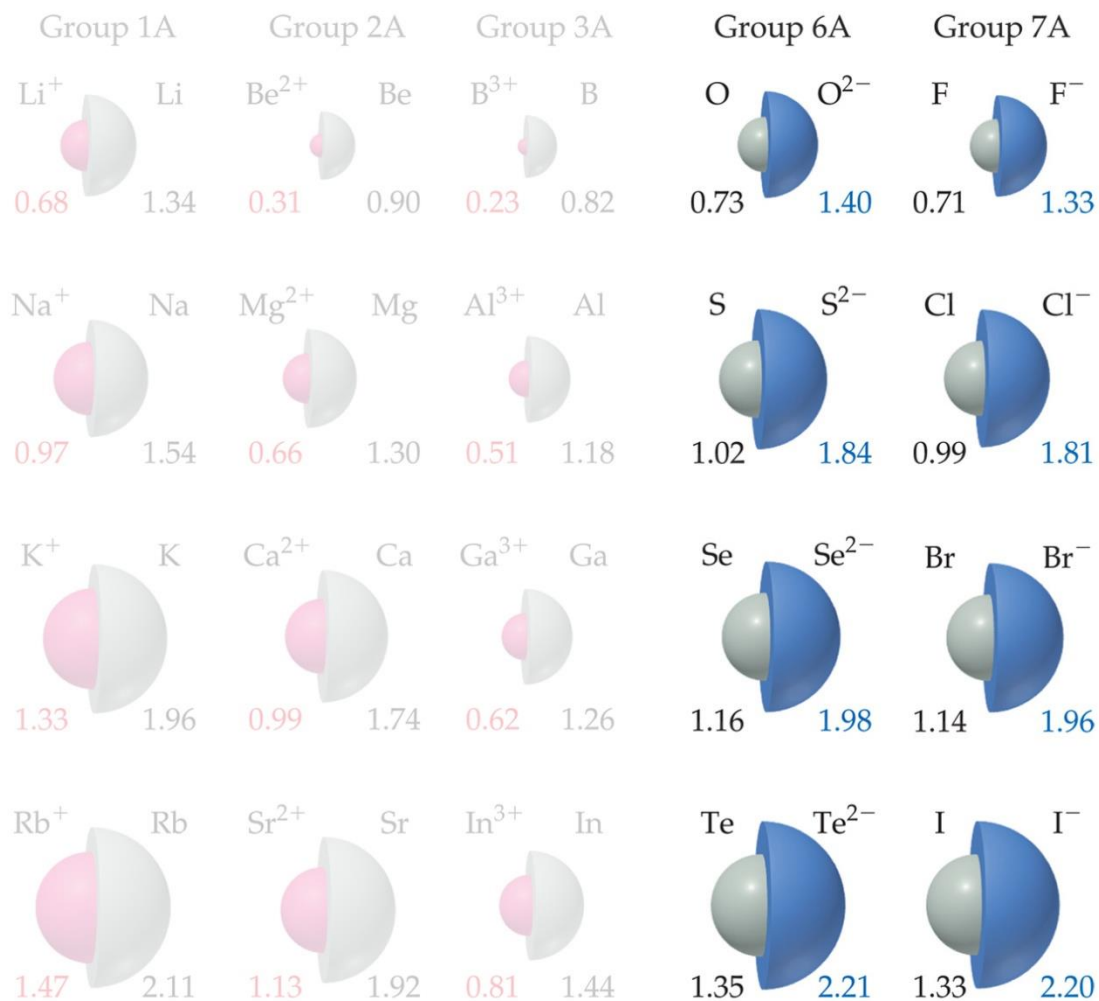 Group 1A Group 2A Group 3A Group 6A Group 7A
Li⁺ Li Be²⁺ Be B³⁺ B O O²⁻ F F⁻
0.68 1.34 0.31 0.90 0.23 0.82 0.73 1.40 0.71 1.33
Na⁺ Na Mg²⁺ Mg Al³⁺ Al S S²⁻ Cl Cl⁻
0.97 1.54 0.66 1.30 0.51 1.18 1.02 1.84 0.99 1.81
K⁺ K Ca²⁺ Ca Ga³⁺ Ga Se Se²⁻ Br Br⁻
1.33 1.96 0.99 1.74 0.62 1.26 1.16 1.98 1.14 1.96
Rb⁺ Rb Sr²⁺ Sr In³⁺ In Te Te²⁻ I I⁻
1.47 2.11 1.13 1.92 0.81 1.44 1.35 2.21 1.33 2.20